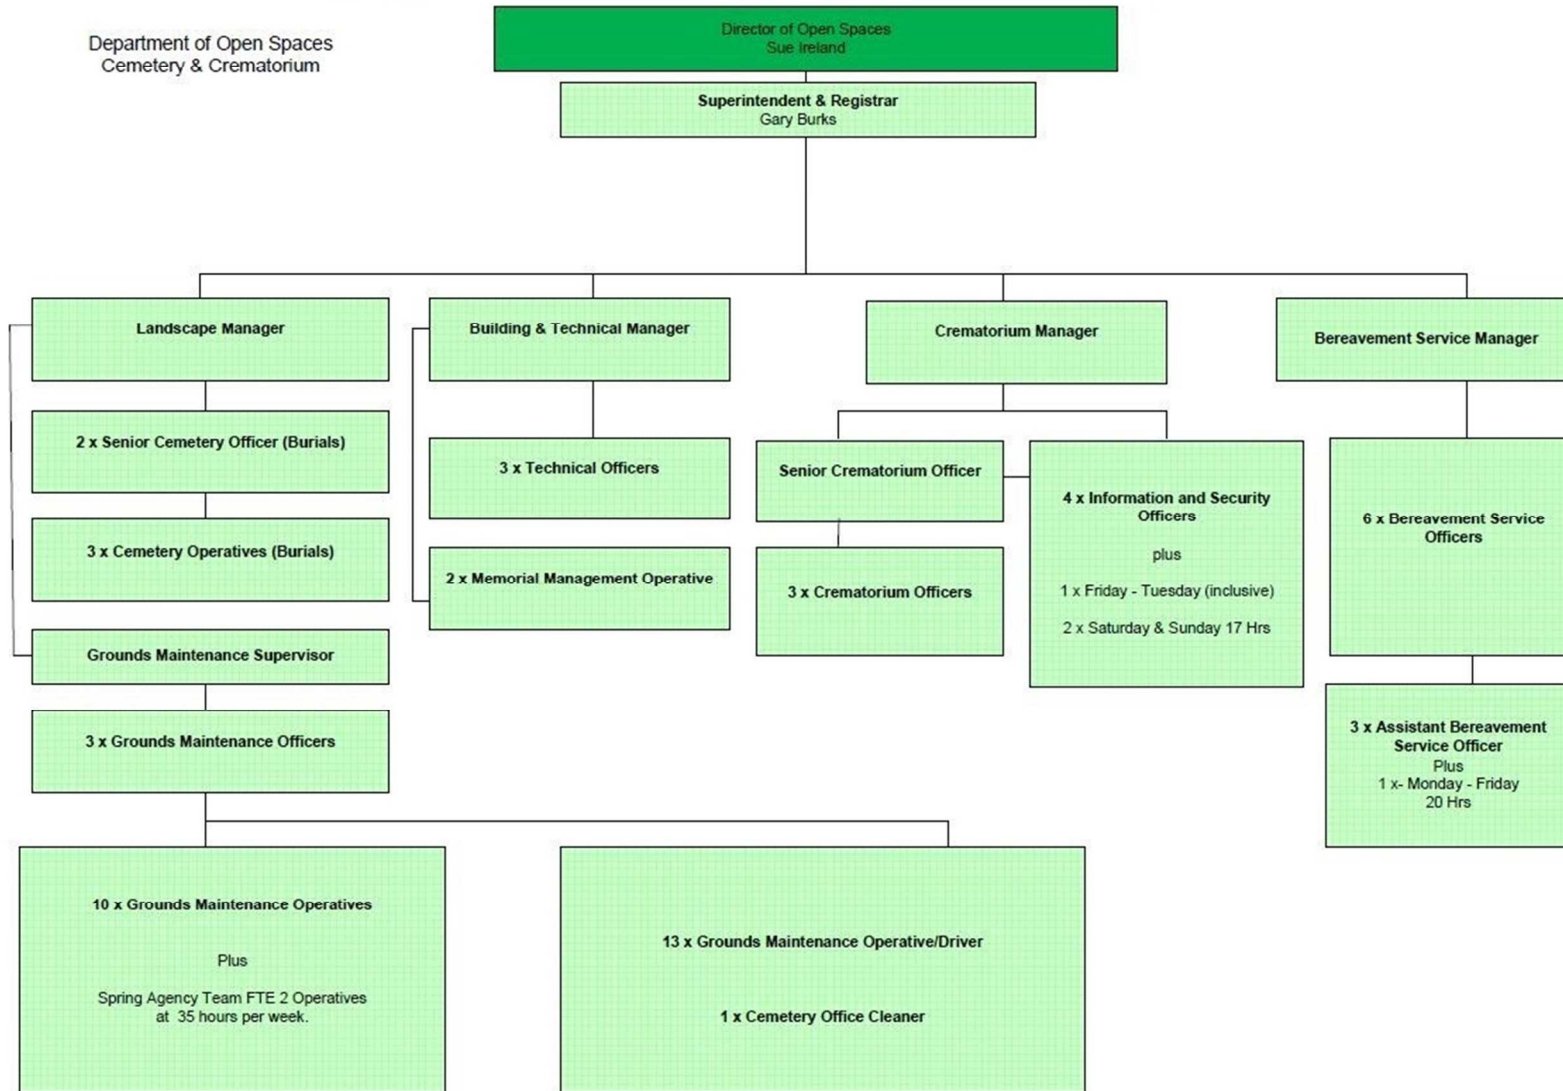 Department of Open Spaces
Cemetery & Crematorium
Director of Open Spaces
Sue Ireland
Superintendent & Registrar
Gary Burks
Landscape Manager
Building & Technical Manager
Crematorium Manager
Bereavement Service Manager
2 x Senior Cemetery Officer (Burials)
3 x Technical Officers
Senior Crematorium Officer
4 x Information and Security
Officers
plus
1 x Friday - Tuesday (inclusive)
2 x Saturday & Sunday 17 Hrs
6 x Bereavement Service
Officers
3 x Cemetery Operatives (Burials)
2 x Memorial Management Operative
3 x Crematorium Officers
Grounds Maintenance Supervisor
3 x Grounds Maintenance Officers
3 x Assistant Bereavement
Service Officer
Plus
1 x- Monday - Friday
20 Hrs
10 x Grounds Maintenance Operatives
Plus
Spring Agency Team FTE 2 Operatives
at 35 hours per week.
13 x Grounds Maintenance Operative/Driver
1 x Cemetery Office Cleaner